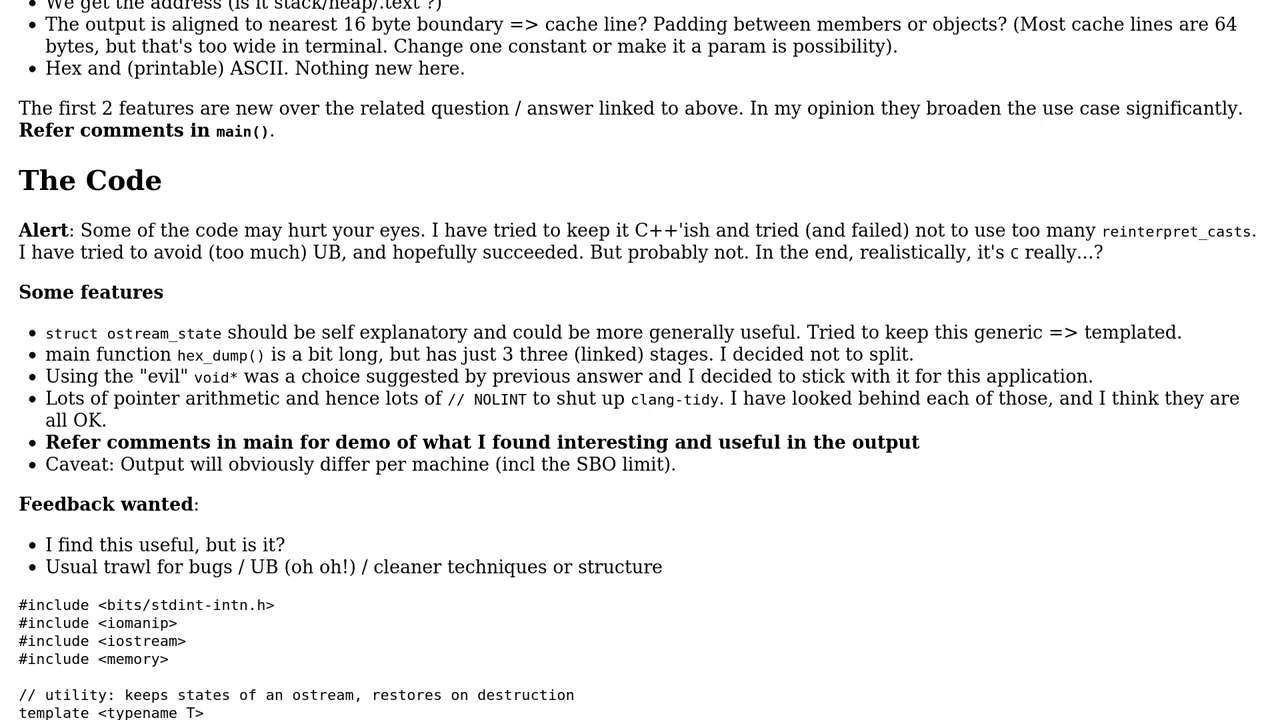 We get the address (is it stack/heap/.text ?)
The output is aligned to nearest 16 byte boundary => cache line? Padding between members or objects? (Most cache lines are 64
bytes, but that's too wide in terminal. Change one constant or make it a param is possibility).
Hex and (printable) ASCII. Nothing new here.
The first 2 features are new over the related question / answer linked to above. In my opinion they broaden the use case significantly.
Refer comments in main().
The Code
Alert: Some of the code may hurt your eyes. I have tried to keep it C++'ish and tried (and failed) not to use too many reinterpret_casts.
I have tried to avoid (too much) UB, and hopefully succeeded. But probably not. In the end, realistically, it's C really...?
Some features
struct ostream_state should be self explanatory and could be more generally useful. Tried to keep this generic => templated.
main function hex_dump() is a bit long, but has just 3 three (linked) stages. I decided not to split.
Using the "evil" void* was a choice suggested by previous answer and I decided to stick with it for this application.
Lots of pointer arithmetic and hence lots of // NOLINT to shut up clang-tidy. I have looked behind each of those, and I think they are
all OK.
Refer comments in main for demo of what I found interesting and useful in the output
Caveat: Output will obviously differ per machine (incl the SBO limit).
Feedback wanted:
I find this useful, but is it?
Usual trawl for bugs / UB (oh oh!) / cleaner techniques or structure
#include <bits/stdint-intn.h>
#include <iomanip>
#include <iostream>
#include <memory>
// utility: keeps states of an ostream, restores on destruction
template <typename T>